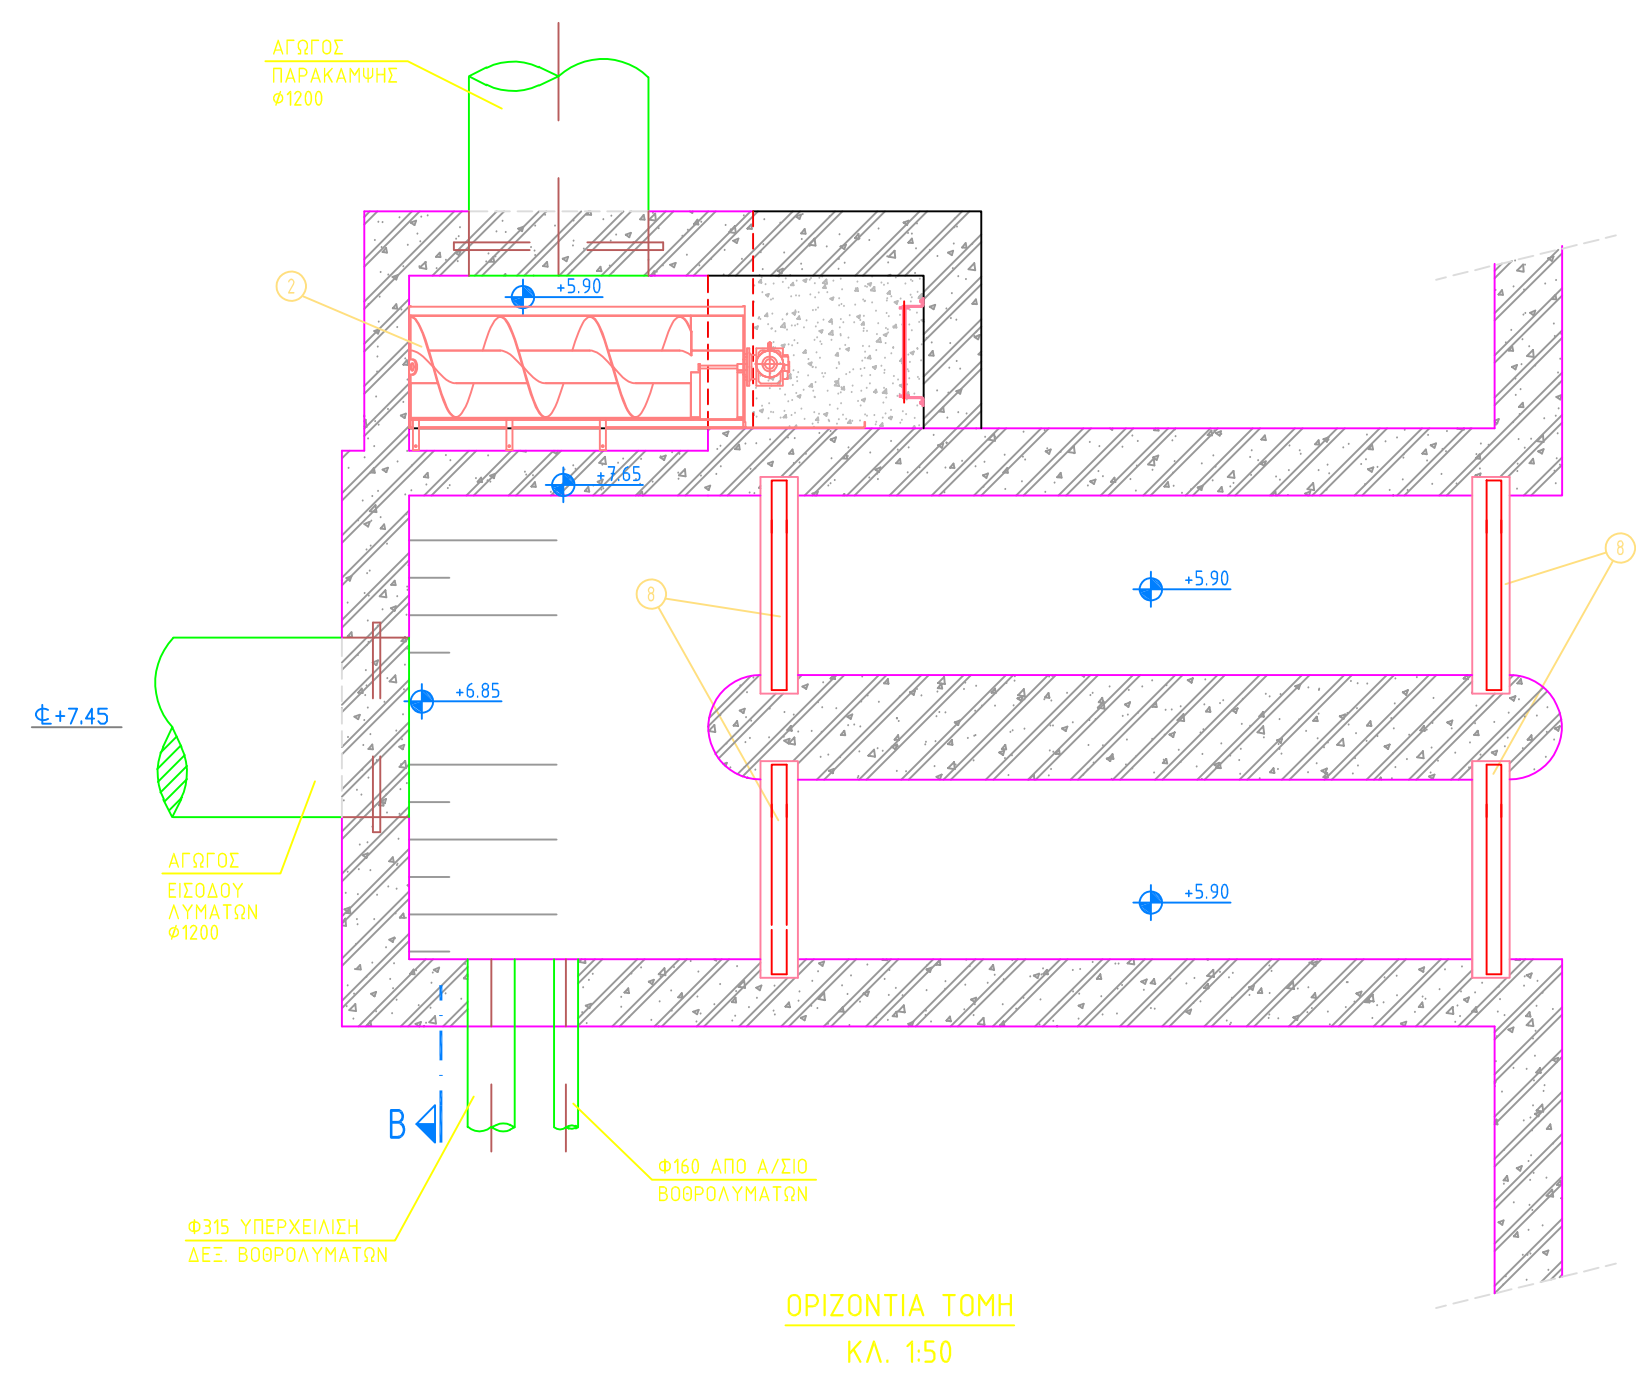 ΑΓΩΓΟΣ
ΠΑΡΑΚΑΜΨΗΣ
Φ1200
2
+5.90
+7.65
8
+5.90
8
+6.85
℄+7.45
ΑΓΩΓΟΣ
ΕΙΣΟΔΟΥ
ΛΥΜΑΤΩΝ
Φ1200
+5.90
B
Φ160 ΑΠΟ Α/ΣΙΟ
ΒΟΘΡΟΛΥΜΑΤΩΝ
Φ315 ΥΠΕΡΧΕΙΛΙΣΗ
ΔΕΞ. ΒΟΘΡΟΛΥΜΑΤΩΝ
ΟΡΙΖΟΝΤΙΑ ΤΟΜΗ
ΚΛ. 1:50